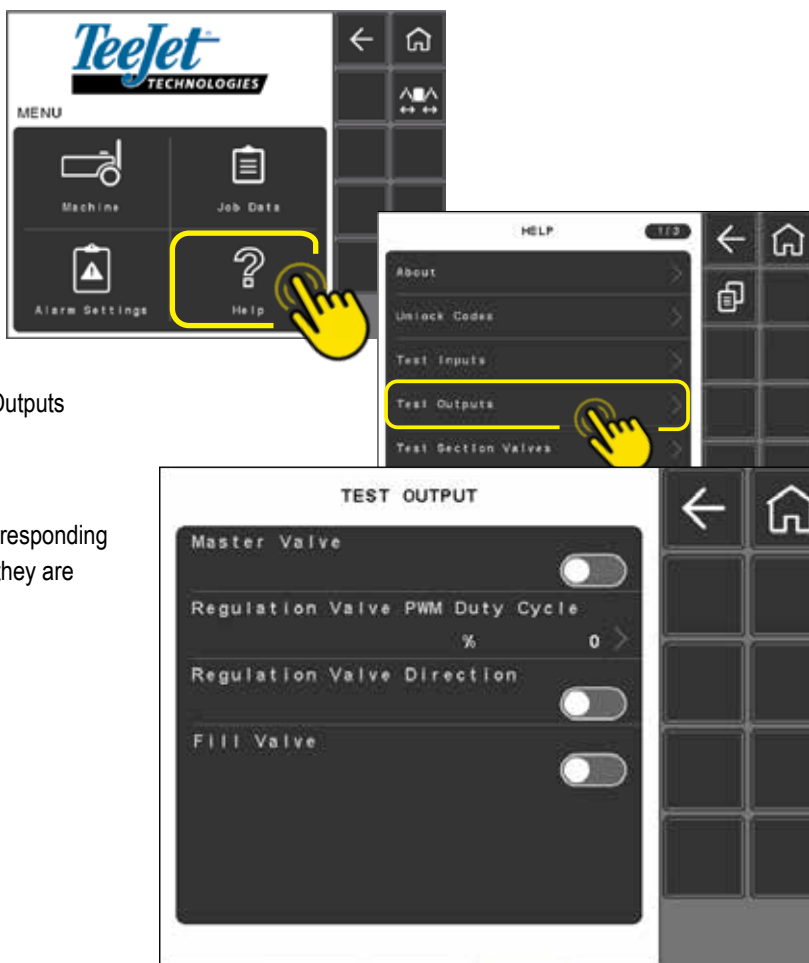 TeeJet
TECHNOLOGIES
MENU
Machine
Job Data
Alarm Settings
Help
HELP
1/3
About
Unlock Codes
Test Inputs
Test Outputs
Test Section Valves
Outputs
responding
they are
TEST OUTPUT
Master Valve
Regulation Valve PWM Duty Cycle
% 0
Regulation Valve Direction
Fill Valve